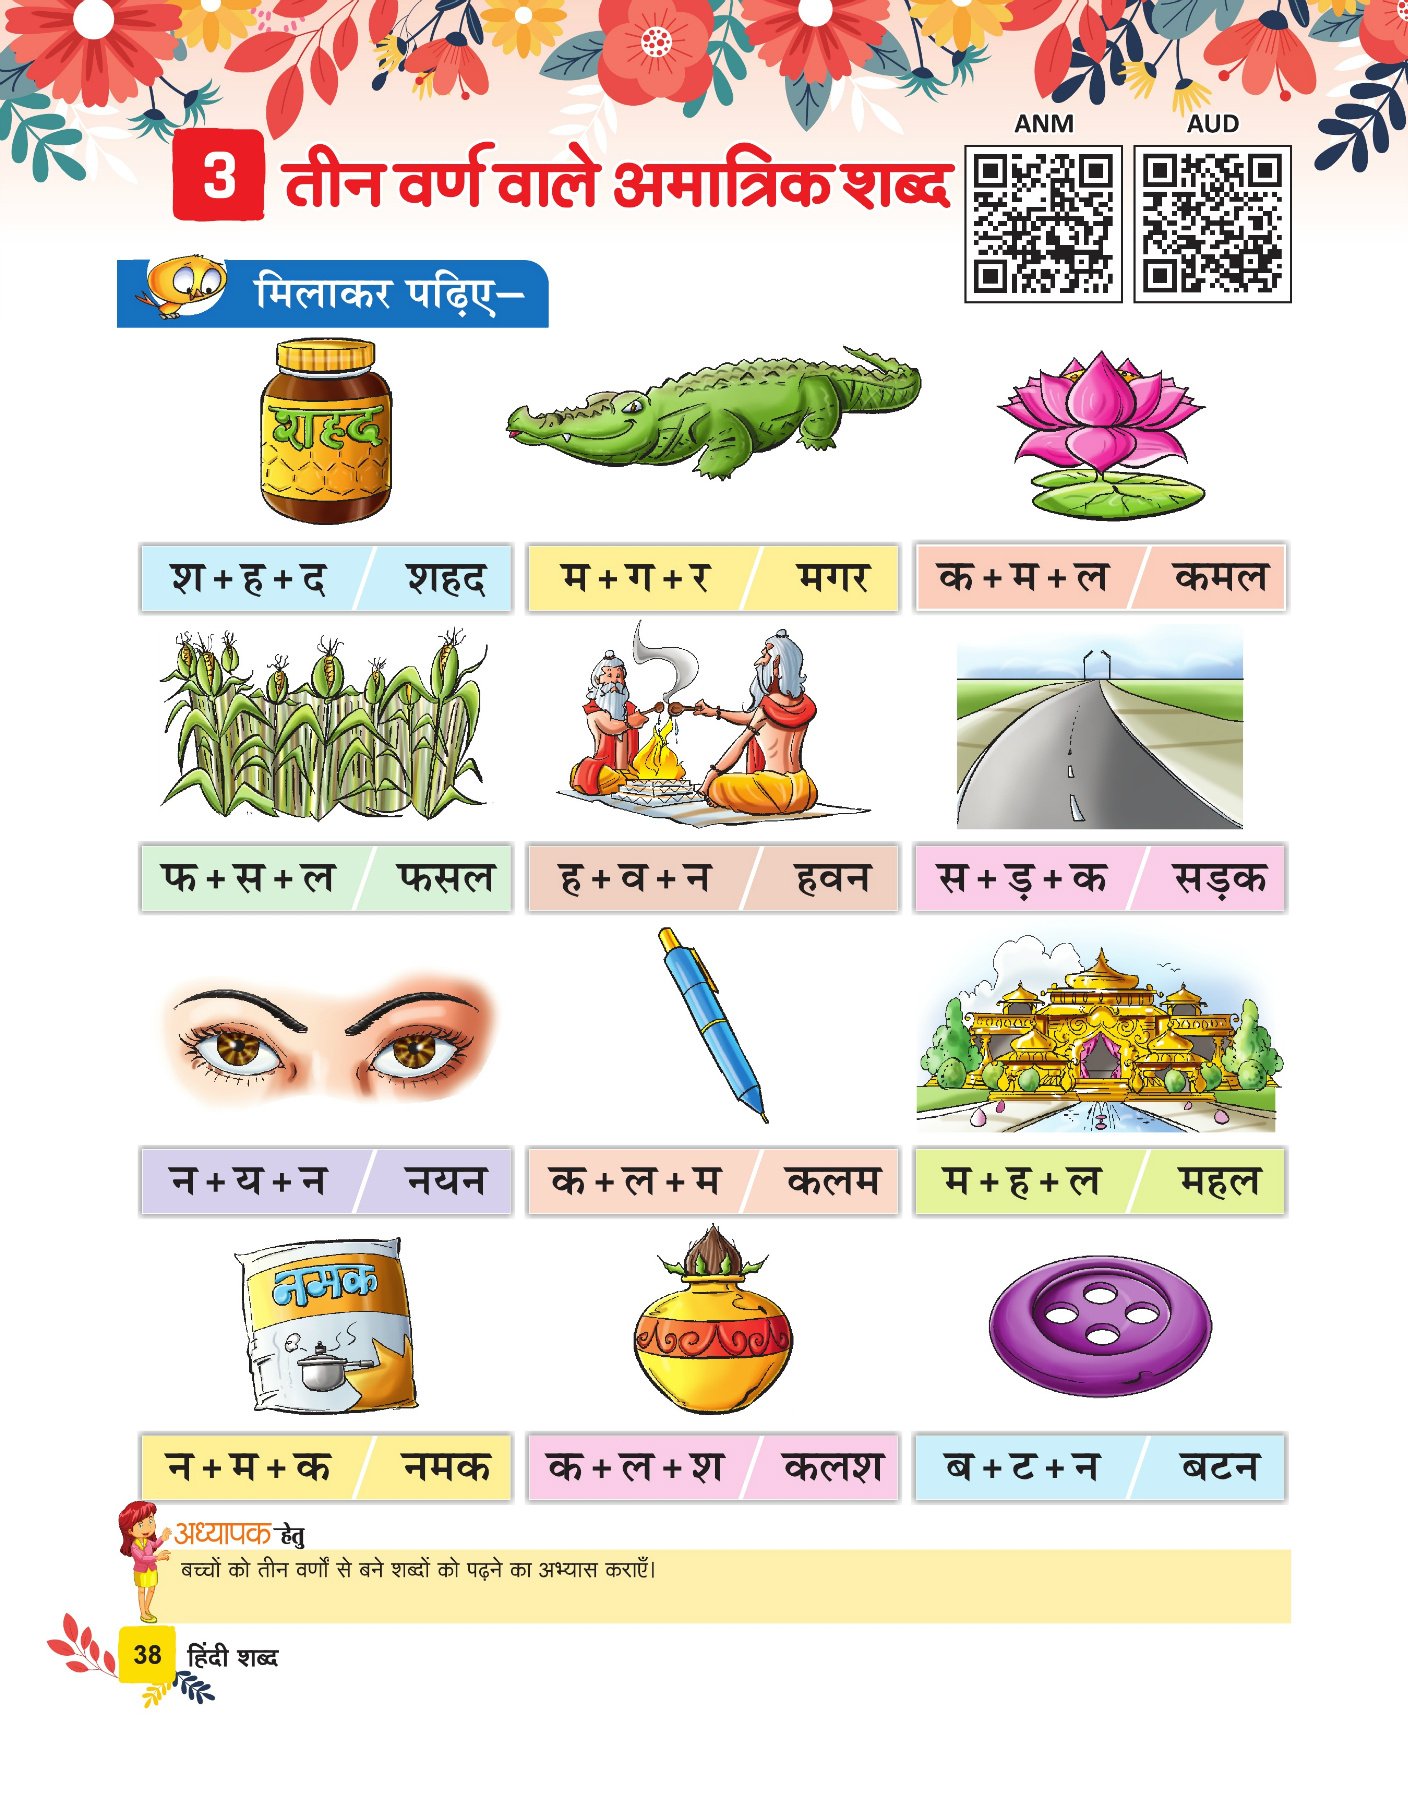 ANM AUD
3 तीन वर्ण वाले अमात्रिक शब्द
मिलाकर पढ़िए–
शहद
श + ह + द / शहद
म + ग + र / मगर
क + म + ल / कमल
फ + स + ल / फसल
ह + व + न / हवन
स + ड़ + क / सड़क
न + य + न / नयन
क + ल + म / कलम
म + ह + ल / महल
नमक
न + म + क / नमक
क + ल + श / कलश
ब + ट + न / बटन
अध्यापक हेतु
बच्चों को तीन वर्णों से बने शब्दों को पढ़ने का अभ्यास कराएँ।
38 हिंदी शब्द